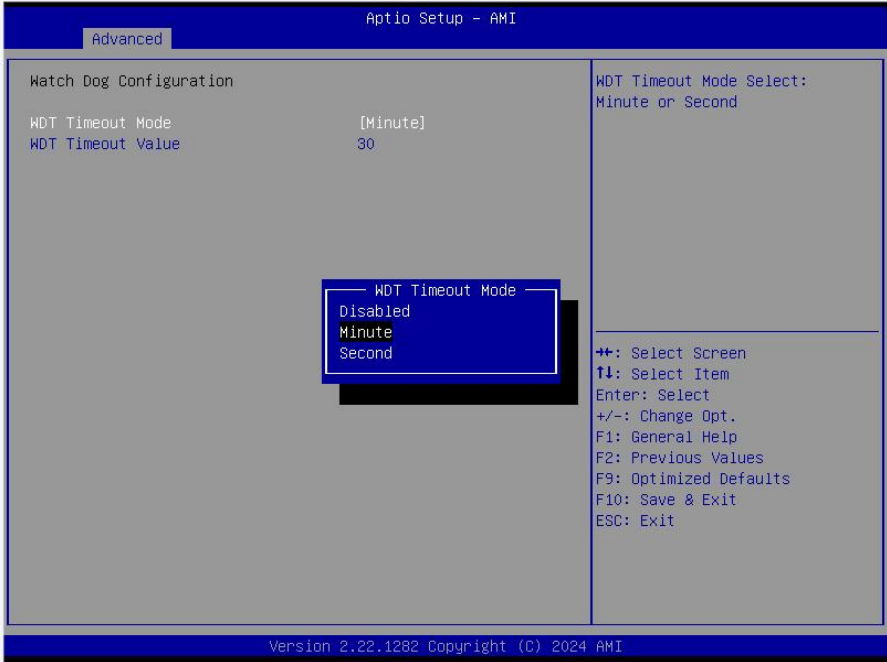 Aptio Setup – AMI
Advanced
Watch Dog Configuration
WDT Timeout Mode [Minute]
WDT Timeout Value 30
WDT Timeout Mode Select:
Minute or Second
WDT Timeout Mode
Disabled
Minute
Second
→←: Select Screen
↑↓: Select Item
Enter: Select
+/-: Change Opt.
F1: General Help
F2: Previous Values
F9: Optimized Defaults
F10: Save & Exit
ESC: Exit
Version 2.22.1282 Copyright (C) 2024 AMI